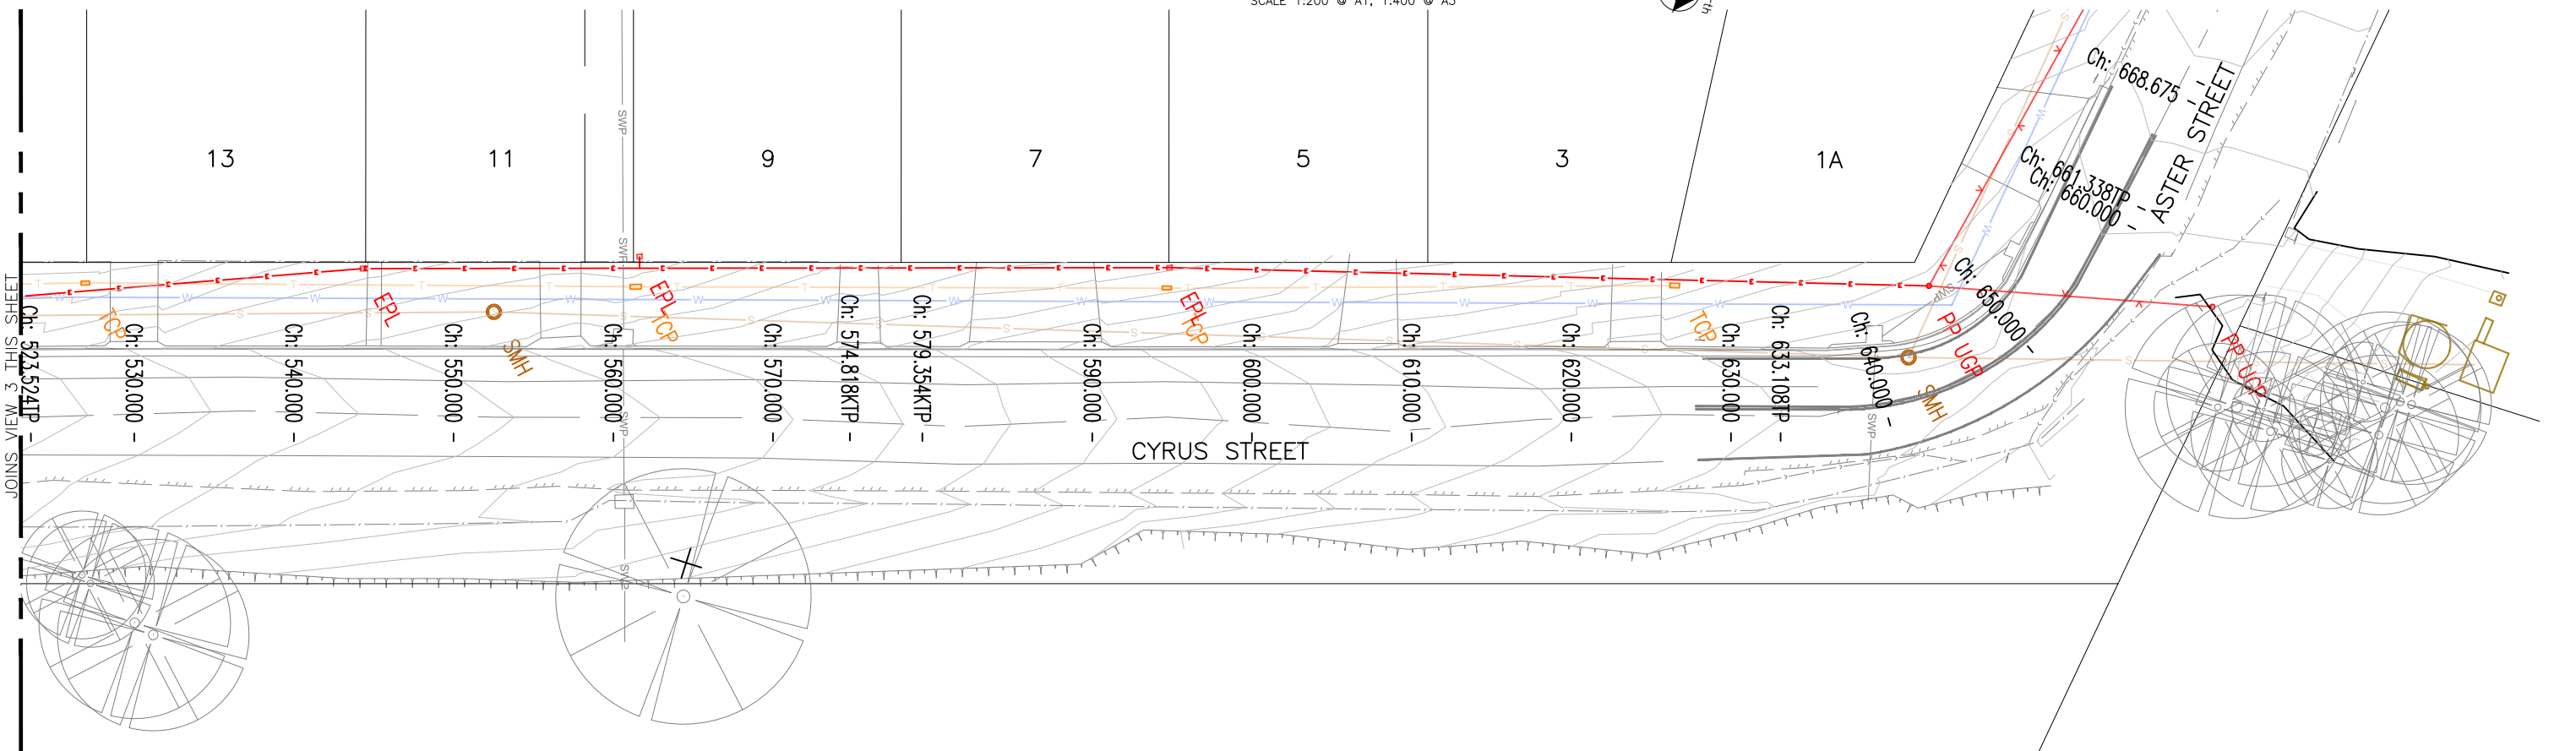 SCALE 1:200 @ A1, 1:400 @ A3
JOINS VIEW 3 THIS SHEET
13
11
9
7
5
3
1A
SWP
SWP
SWP
SWP
SWP
SWP
TCP
EPL
SMH
EPL
TCP
EPL
TCP
TCP
PP UGP
SMH
PP UGP
Ch: 523.524TP
Ch: 530.000
Ch: 540.000
Ch: 550.000
Ch: 560.000
Ch: 570.000
Ch: 574.818KTP
Ch: 579.354KTP
Ch: 590.000
Ch: 600.000
Ch: 610.000
Ch: 620.000
Ch: 630.000
Ch: 633.108TP
Ch: 640.000
Ch: 650.000
Ch: 660.000
Ch: 661.338TP
Ch: 668.675
CYRUS STREET
ASTER STREET